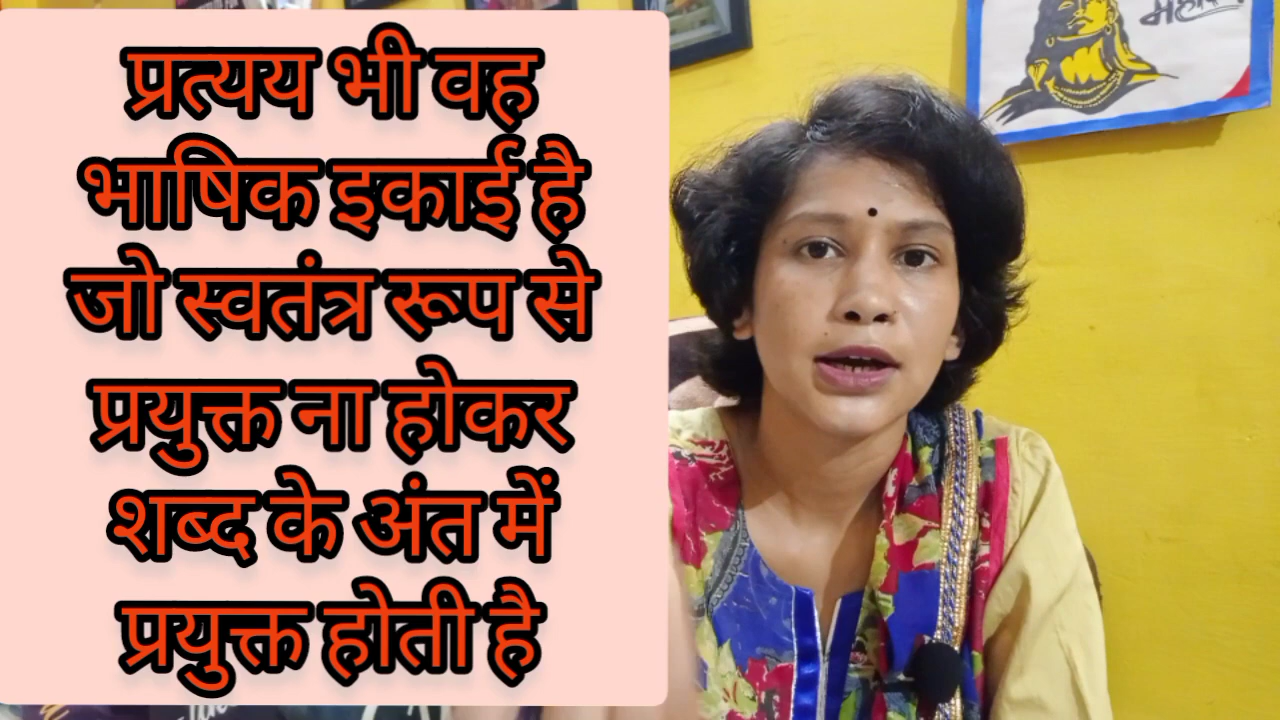 प्रत्यय भी वह
भाषिक इकाई है
जो स्वतंत्र रूप से
प्रयुक्त ना होकर
शब्द के अंत में
प्रयुक्त होती है